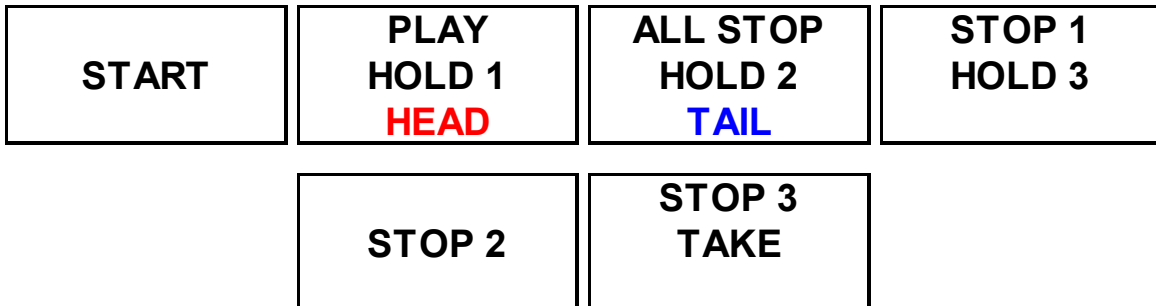 START
PLAY
HOLD 1
HEAD
ALL STOP
HOLD 2
TAIL
STOP 1
HOLD 3
STOP 2
STOP 3
TAKE